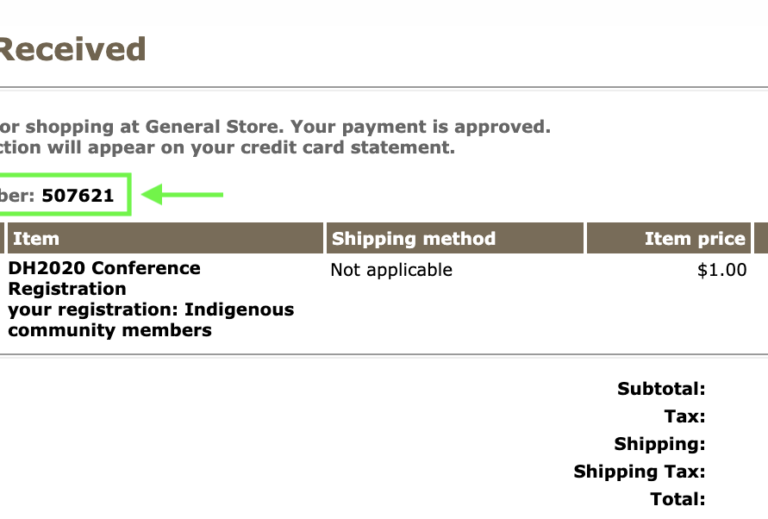 Received
or shopping at General Store. Your payment is approved.
ction will appear on your credit card statement.
ber: 507621
Item Shipping method Item price
DH2020 Conference Not applicable $1.00
Registration
your registration: Indigenous
community members
Subtotal:
Tax:
Shipping:
Shipping Tax:
Total: